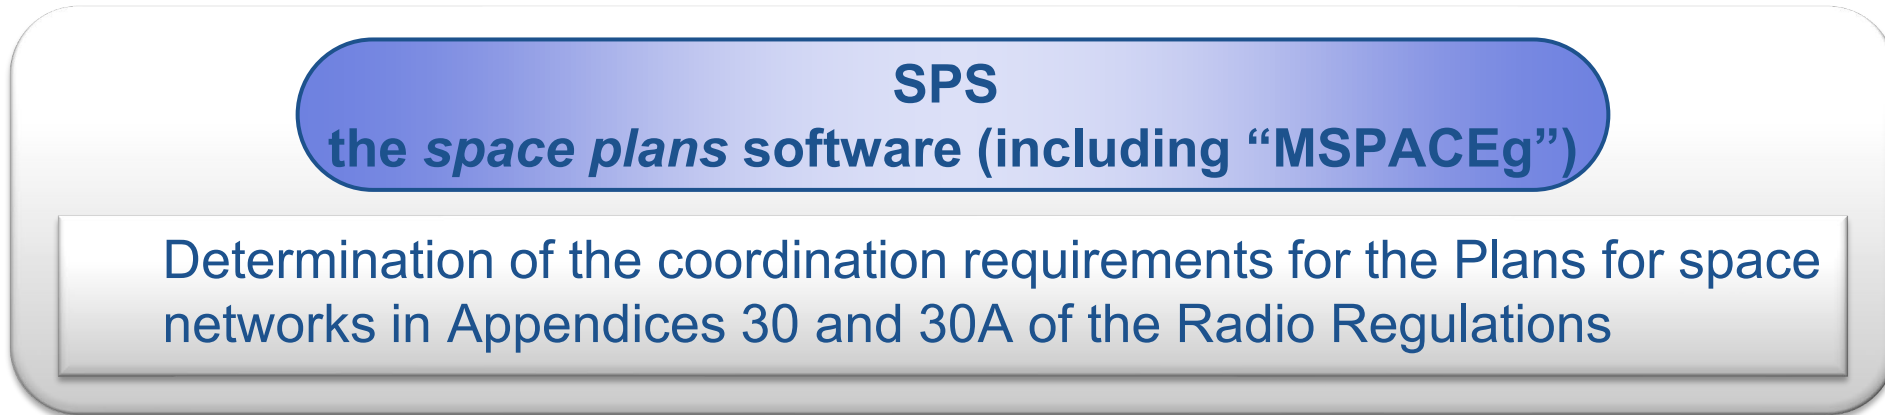 SPS
the space plans software (including “MSPACEg”)
Determination of the coordination requirements for the Plans for space
networks in Appendices 30 and 30A of the Radio Regulations